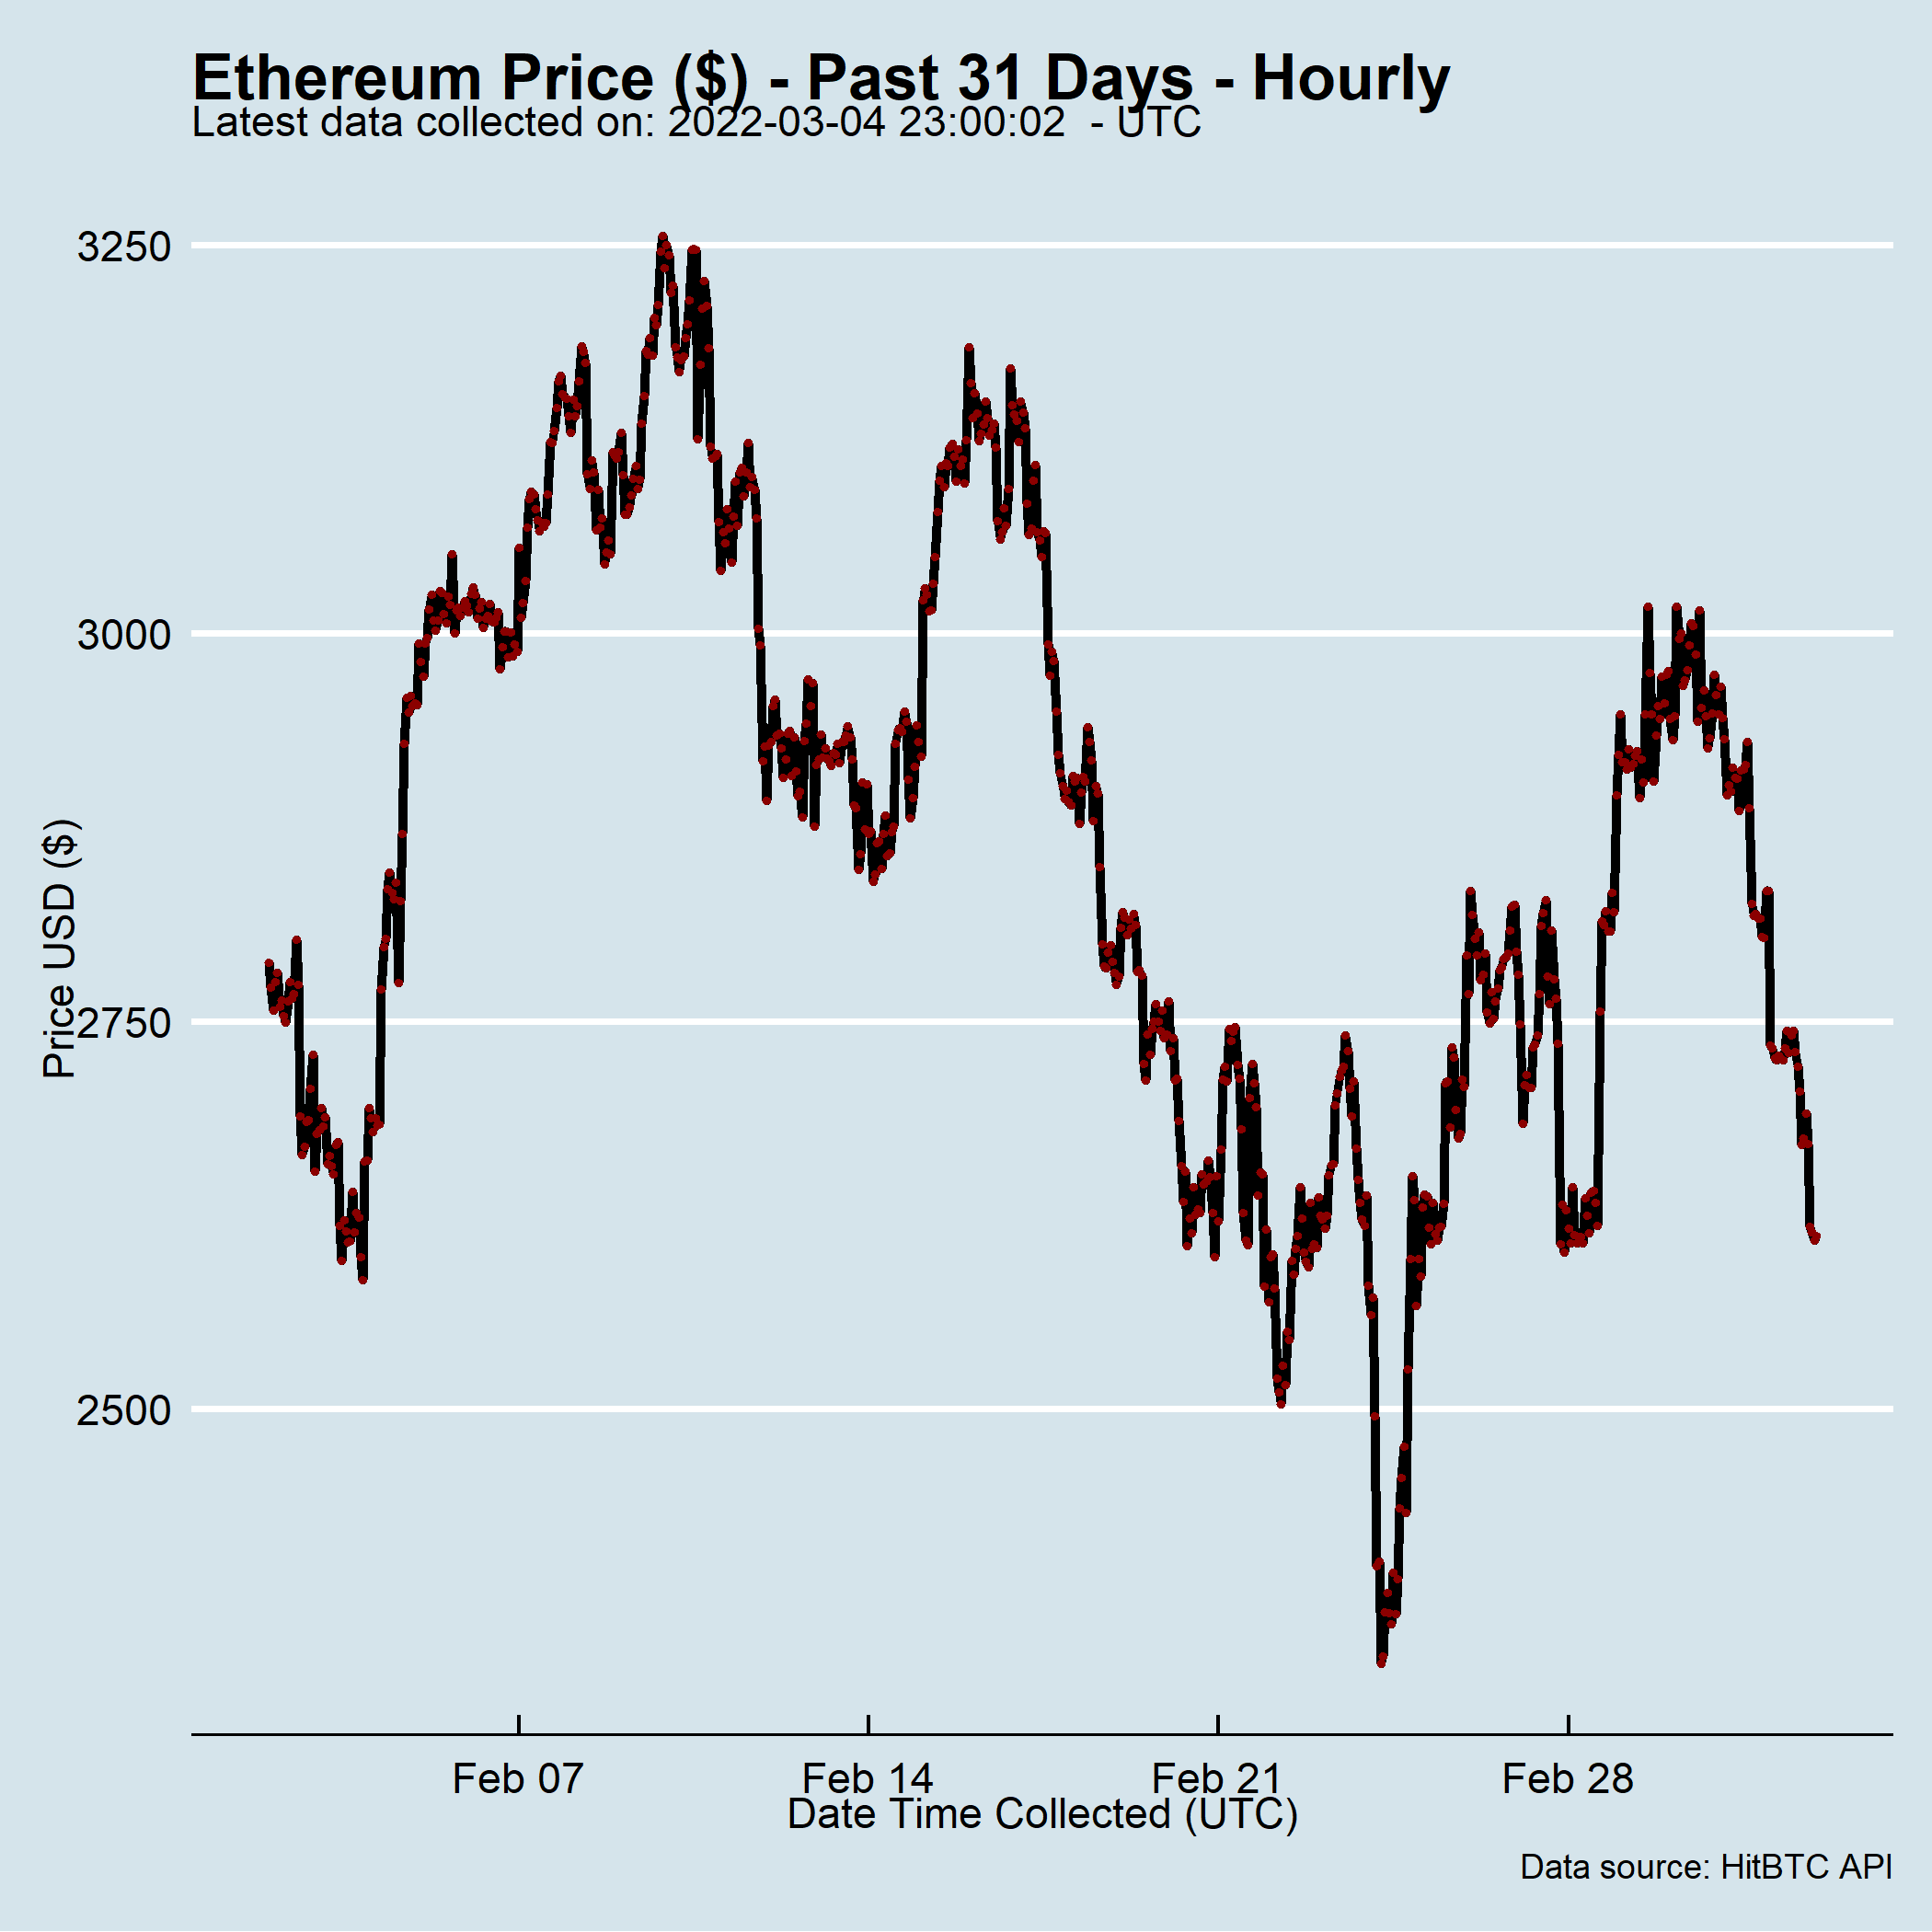 Ethereum Price ($) - Past 31 Days - Hourly
Latest data collected on: 2022-03-04 23:00:02  - UTC
Price USD ($)
3250
3000
2750
2500
Feb 07
Feb 14
Feb 21
Feb 28
Date Time Collected (UTC)
Data source: HitBTC API